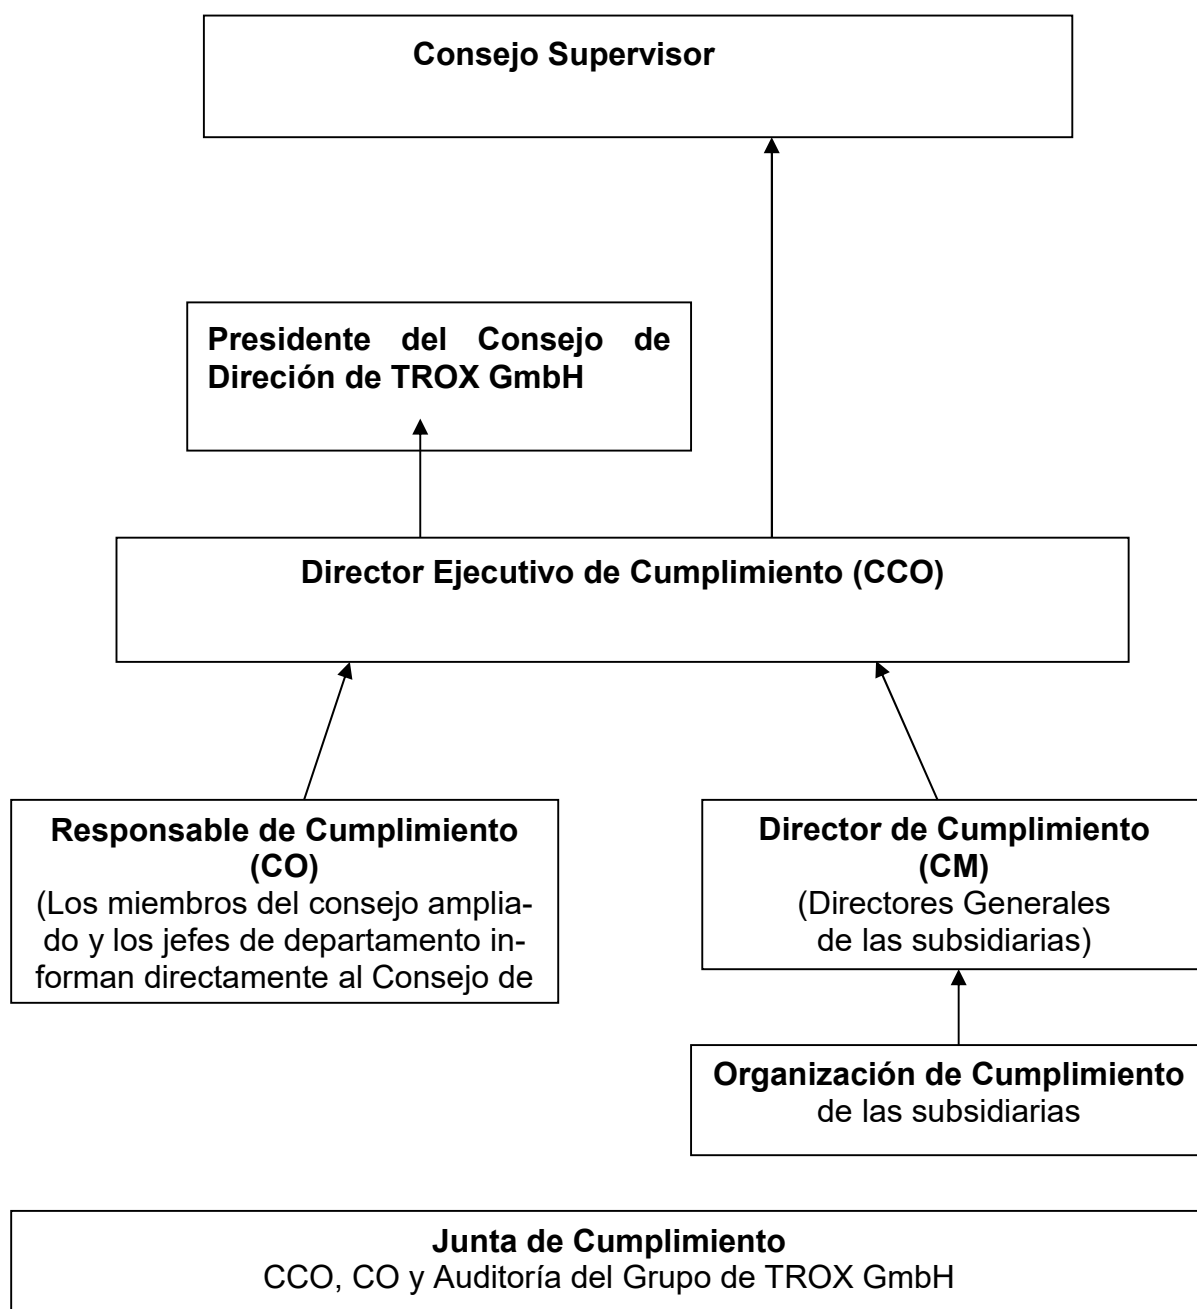 Consejo Supervisor
Presidente del Consejo de
Direción de TROX GmbH
Director Ejecutivo de Cumplimiento (CCO)
Responsable de Cumplimiento
(CO)
(Los miembros del consejo amplia-
do y los jefes de departamento in-
forman directamente al Consejo de
Director de Cumplimiento
(CM)
(Directores Generales
de las subsidiarias)
Organización de Cumplimiento
de las subsidiarias
Junta de Cumplimiento
CCO, CO y Auditoría del Grupo de TROX GmbH